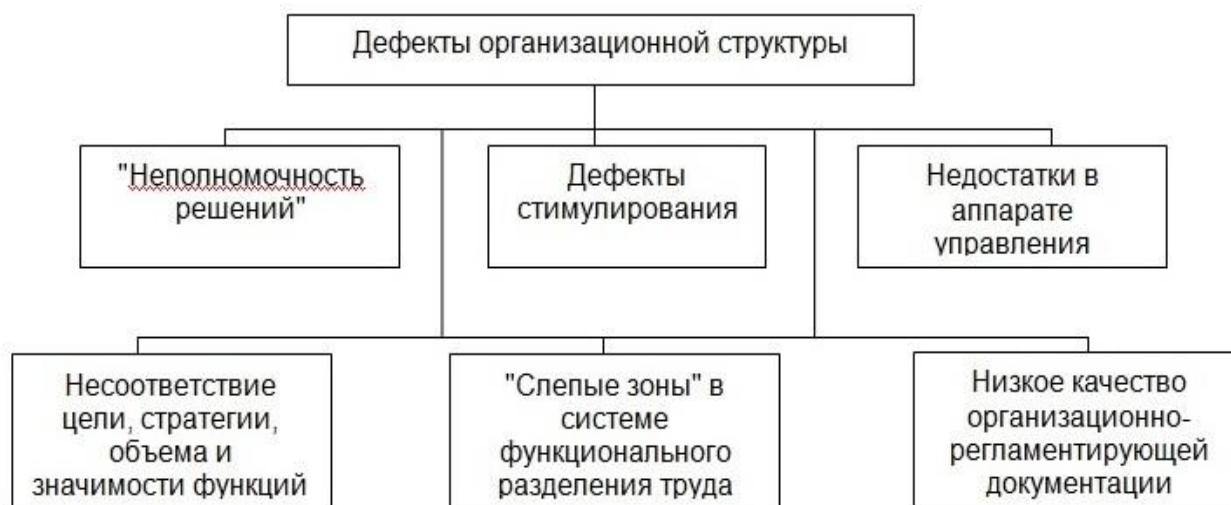 Дефекты организационной структуры
"Неполномочность
решений"
Дефекты
стимулирования
Недостатки в
аппарате
управления
Несоответствие
цели, стратегии,
объема и
значимости функций
"Слепые зоны" в
системе
функционального
разделения труда
Низкое качество
организационно-
регламентирующей
документации